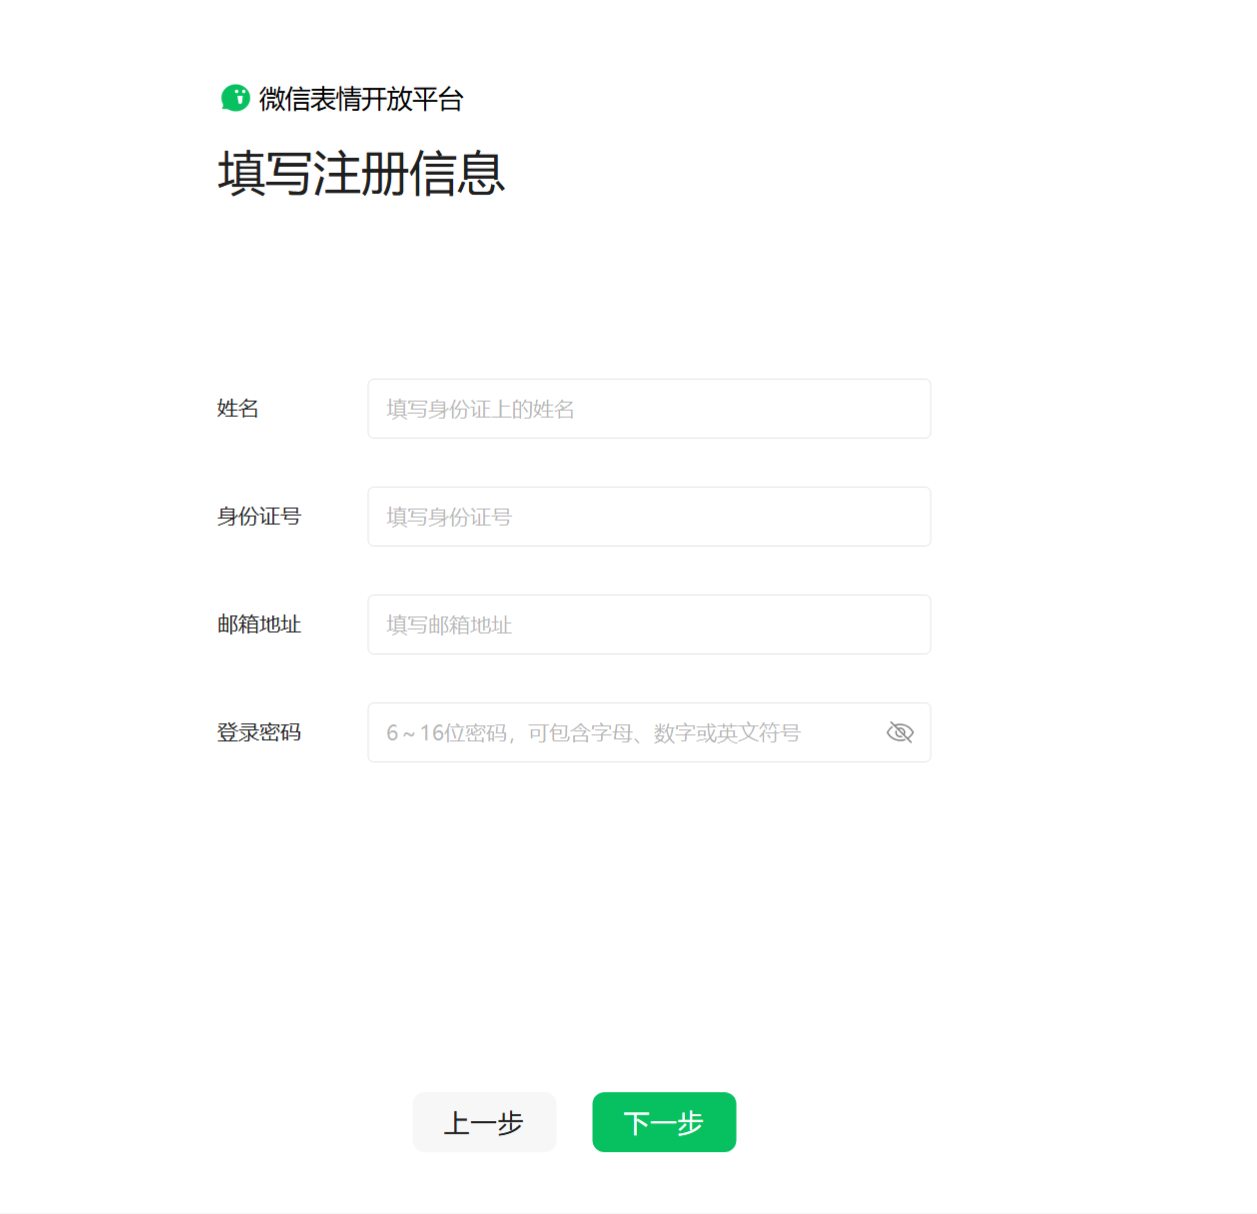 微信表情开放平台
填写注册信息
姓名 填写身份证上的姓名
身份证号 填写身份证号
邮箱地址 填写邮箱地址
登录密码 6~16位密码，可包含字母、数字或英文符号
上一步 下一步